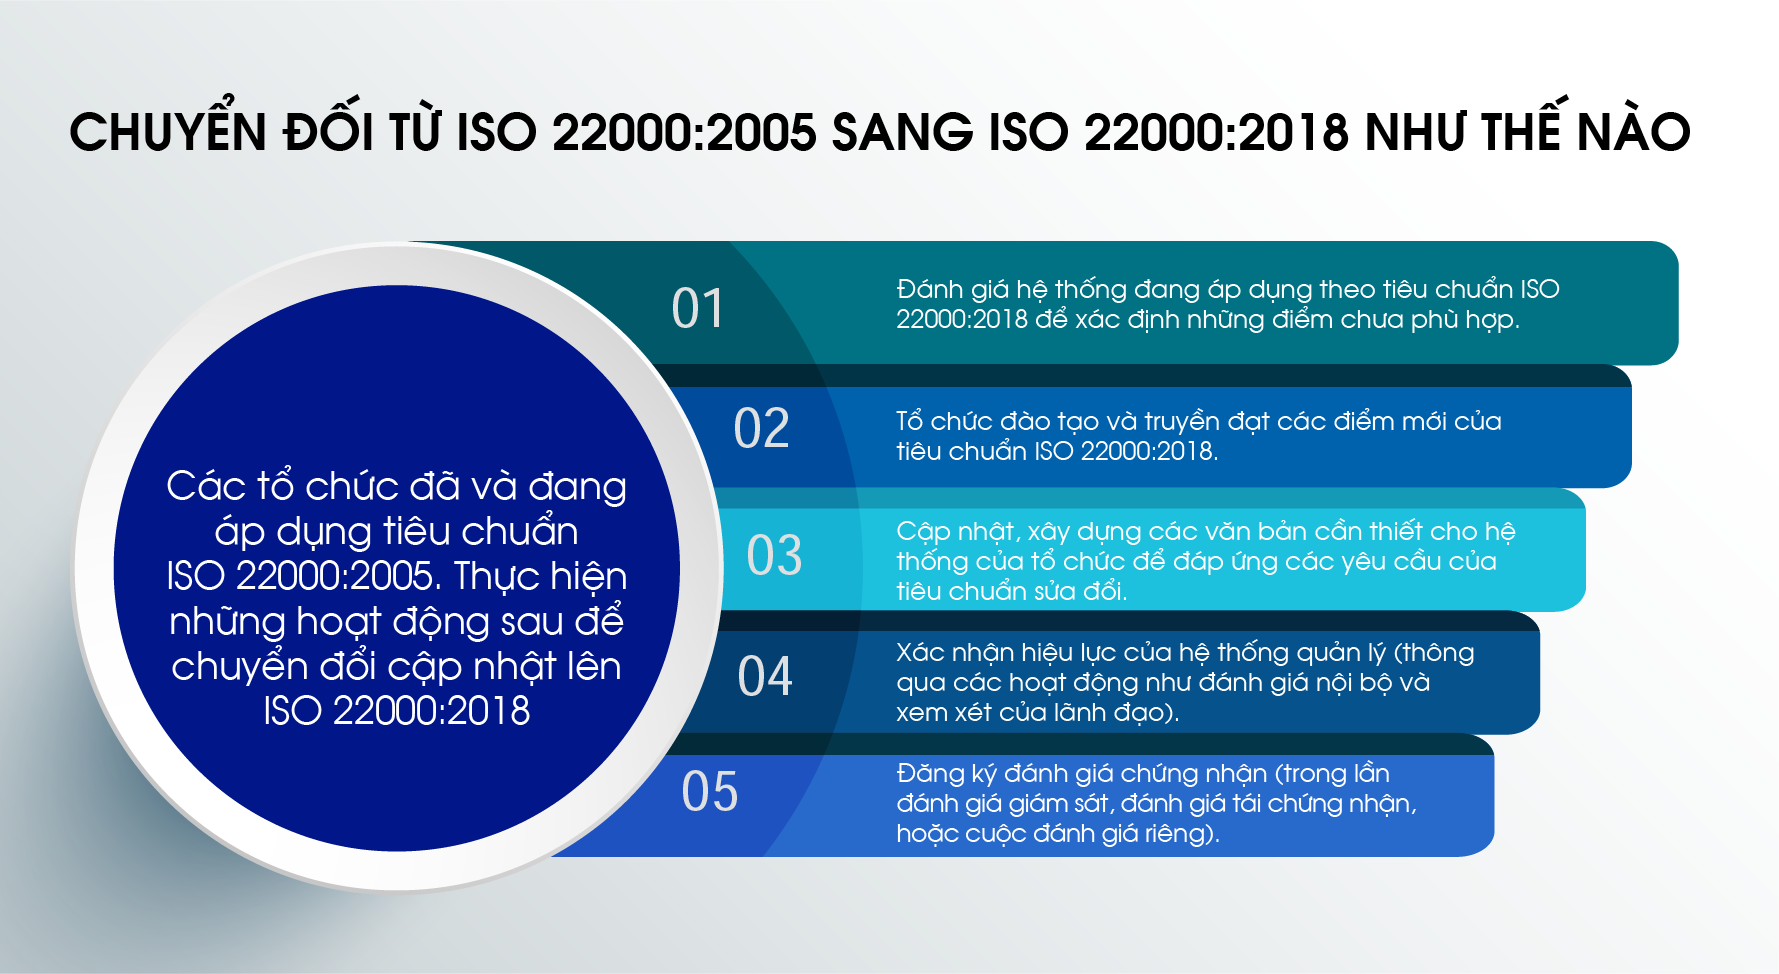 CHUYỂN ĐỐI TỪ ISO 22000:2005 SANG ISO 22000:2018 NHƯ THẾ NÀO
Các tổ chức đã và đang
áp dụng tiêu chuẩn
ISO 22000:2005. Thực hiện
những hoạt động sau để
chuyển đổi cập nhật lên
ISO 22000:2018
01
Đánh giá hệ thống đang áp dụng theo tiêu chuẩn ISO
22000:2018 để xác định những điểm chưa phù hợp.
02
Tổ chức đào tạo và truyền đạt các điểm mới của
tiêu chuẩn ISO 22000:2018.
03
Cập nhật, xây dựng các văn bản cần thiết cho hệ
thống của tổ chức để đáp ứng các yêu cầu của
tiêu chuẩn sửa đổi.
04
Xác nhận hiệu lực của hệ thống quản lý (thông
qua các hoạt động như đánh giá nội bộ và
xem xét của lãnh đạo).
05
Đăng ký đánh giá chứng nhận (trong lần
đánh giá giám sát, đánh giá tái chứng nhận,
hoặc cuộc đánh giá riêng).